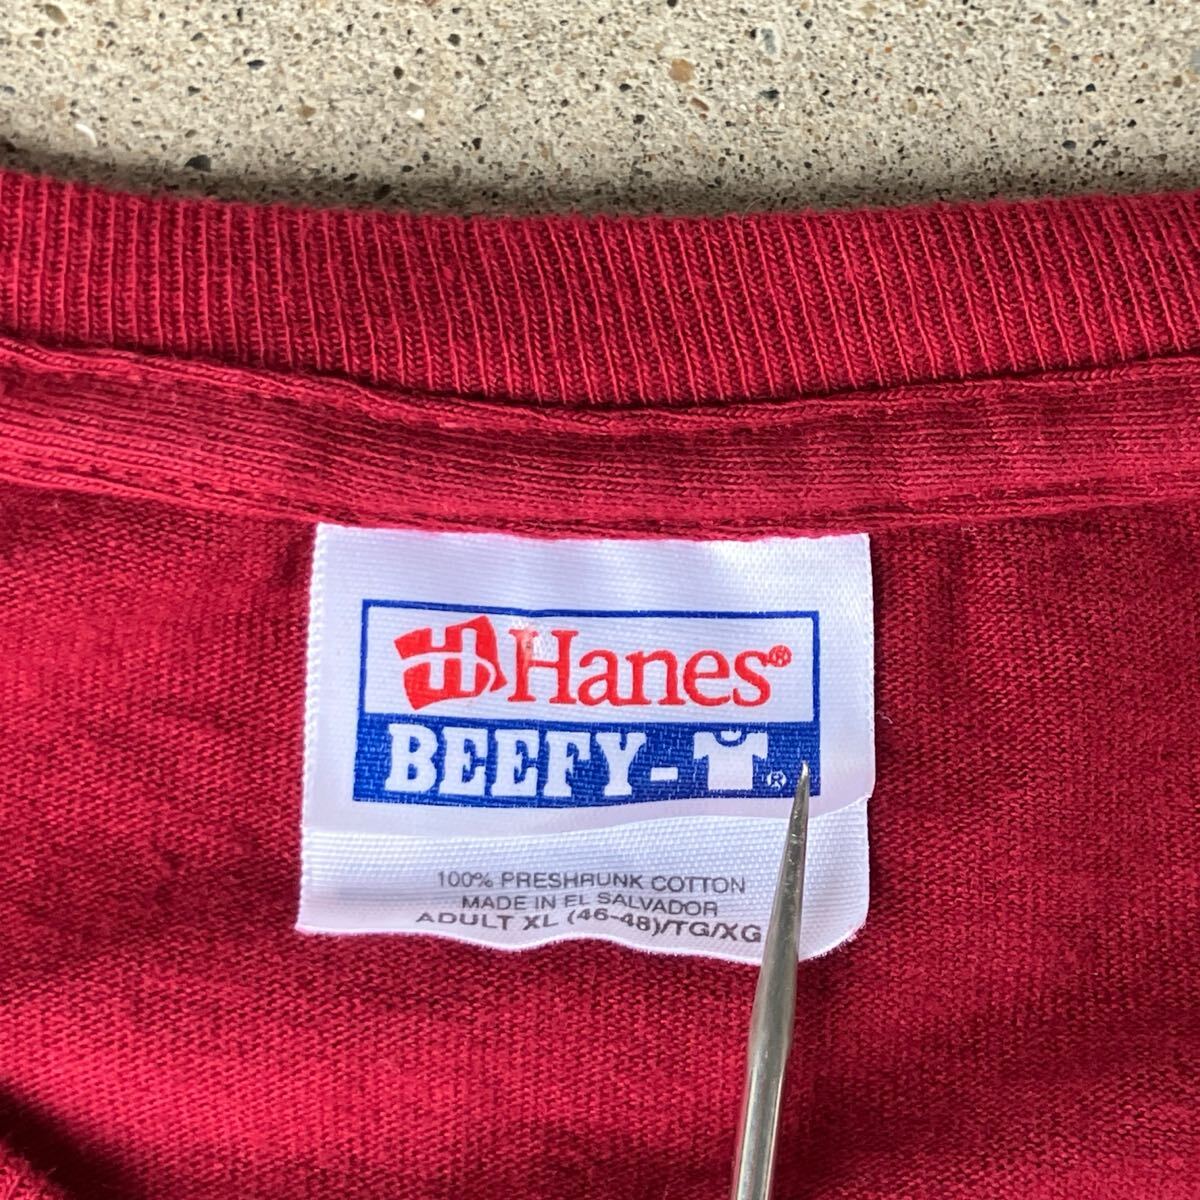 H Hanes®
BEEFY-T®
100% PRESHRUNK COTTON
MADE IN EL SALVADOR
ADULT XL (46-48)/TG/XG